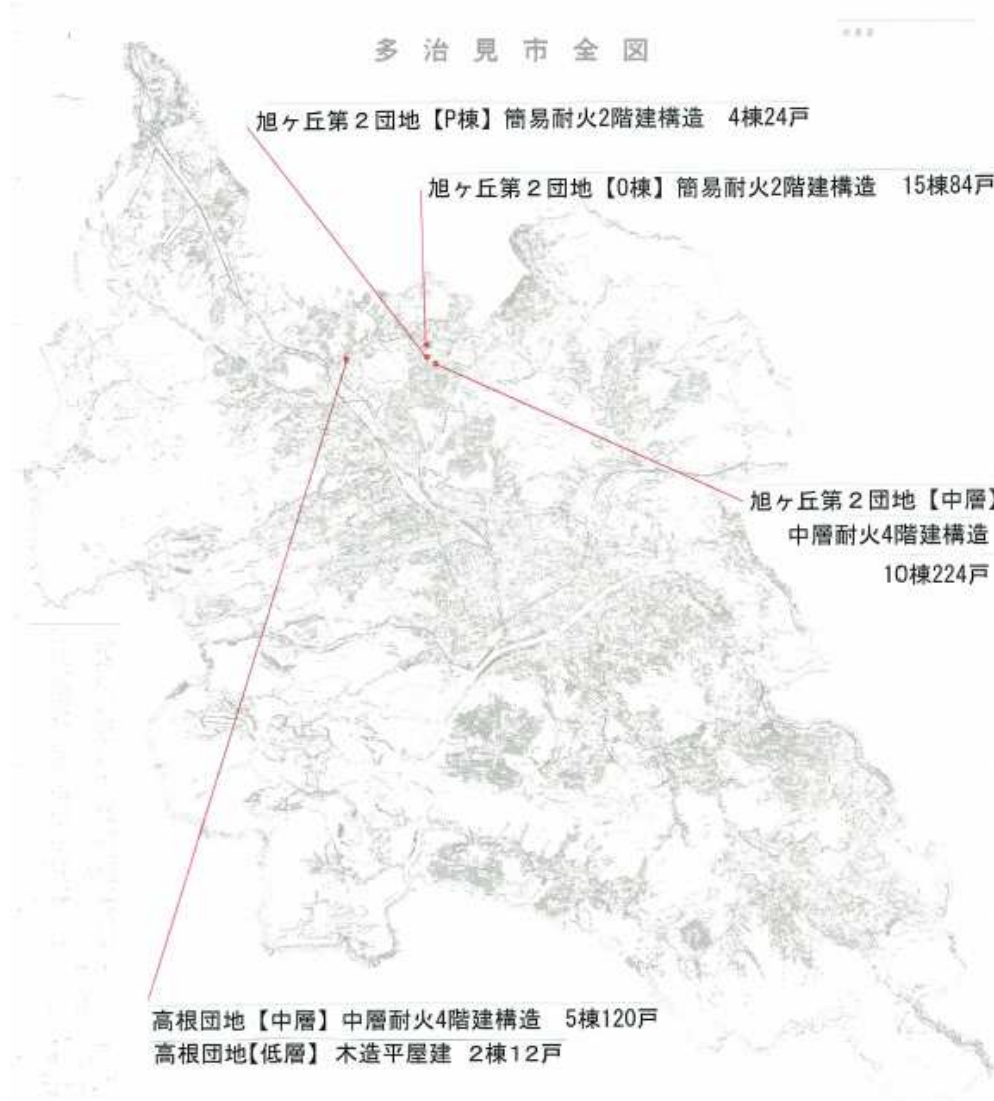 多治見市全図
旭ヶ丘第2団地【P棟】簡易耐火2階建構造 4棟24戸
旭ヶ丘第2団地【O棟】簡易耐火2階建構造 15棟84戸
旭ヶ丘第2団地【中層】
中層耐火4階建構造
10棟224戸
高根団地【中層】中層耐火4階建構造 5棟120戸
高根団地【低層】 木造平屋建 2棟12戸